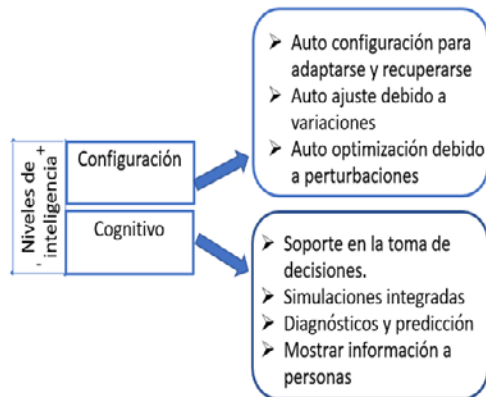 Niveles de
- inteligencia +
Configuración
Cognitivo
➢ Auto configuración para
adaptarse y recuperarse
➢ Auto ajuste debido a
variaciones
➢ Auto optimización debido
a perturbaciones
➢ Soporte en la toma de
decisiones.
➢ Simulaciones integradas
➢ Diagnósticos y predicción
➢ Mostrar información a
personas